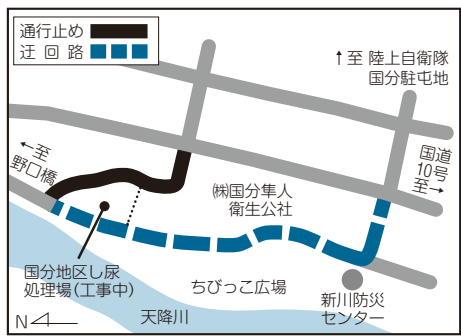 通行止め
迂回路
↑至 陸上自衛隊
国分駐屯地
←至
野口橋
国道
10号
至→
㈱国分隼人
衛生公社
国分地区し尿
処理場(工事中)
ちびっこ広場
新川防災
センター
天降川
N